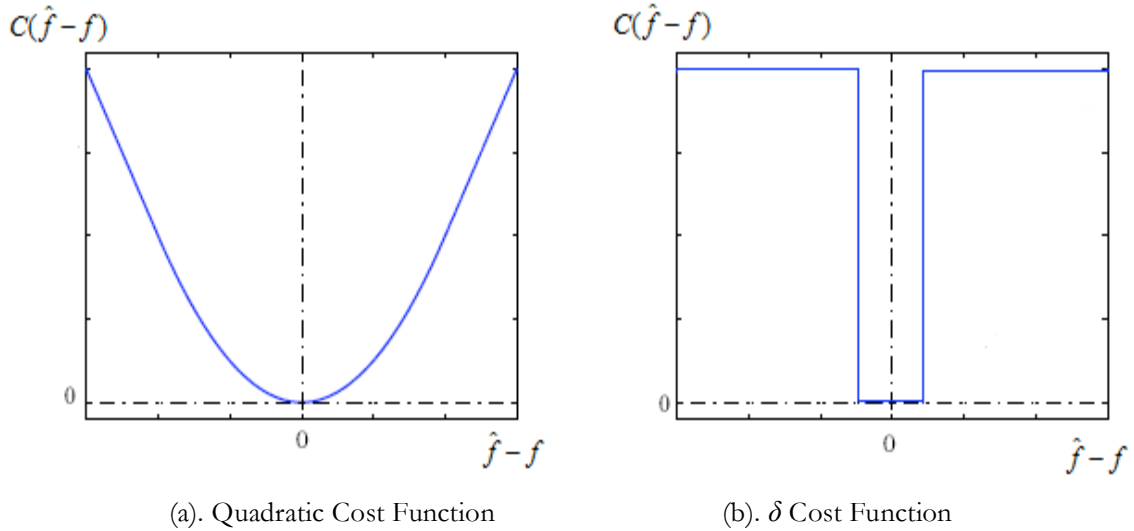 C(f̂ − f)
C(f̂ − f)
0
0
0
0
f̂ − f
f̂ − f
(a). Quadratic Cost Function
(b). δ Cost Function